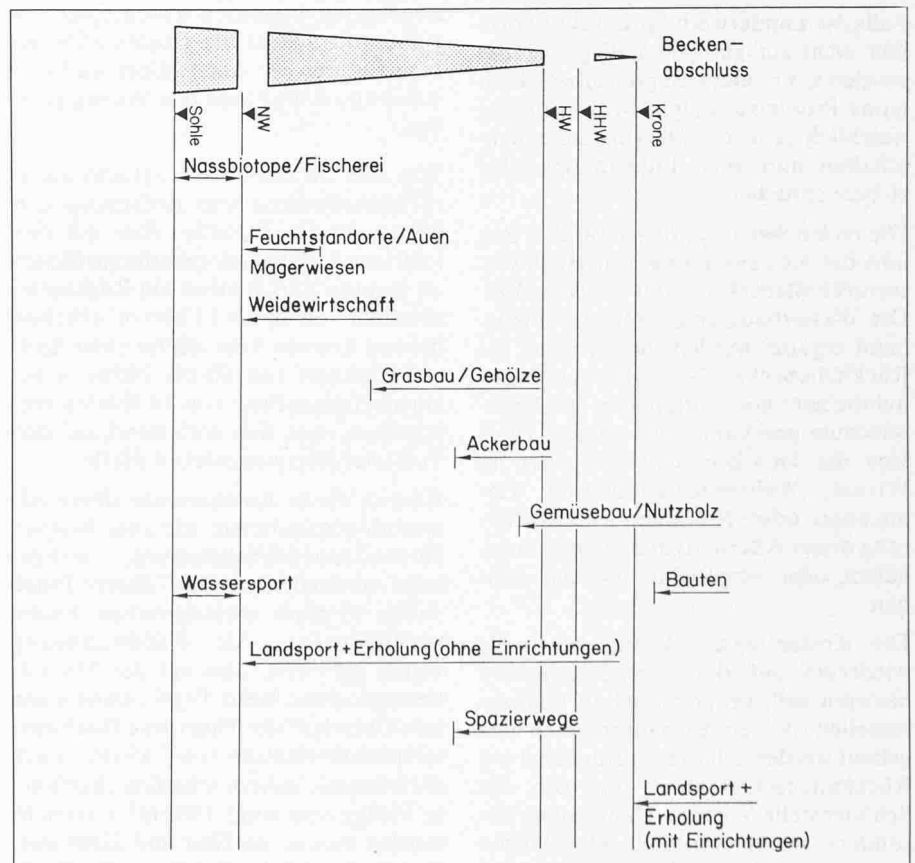 Becken-
abschluss
Sohle
NW
HW
HHW
Krone
Nassbiotope/Fischerei
Feuchtstandorte/Auen
Magerwiesen
Weidewirtschaft
Grasbau/Gehölze
Ackerbau
Gemüsebau/Nutzholz
Wassersport
Bauten
Landsport+Erholung(ohne Einrichtungen)
Spazierwege
Landsport +
Erholung
(mit Einrichtungen)